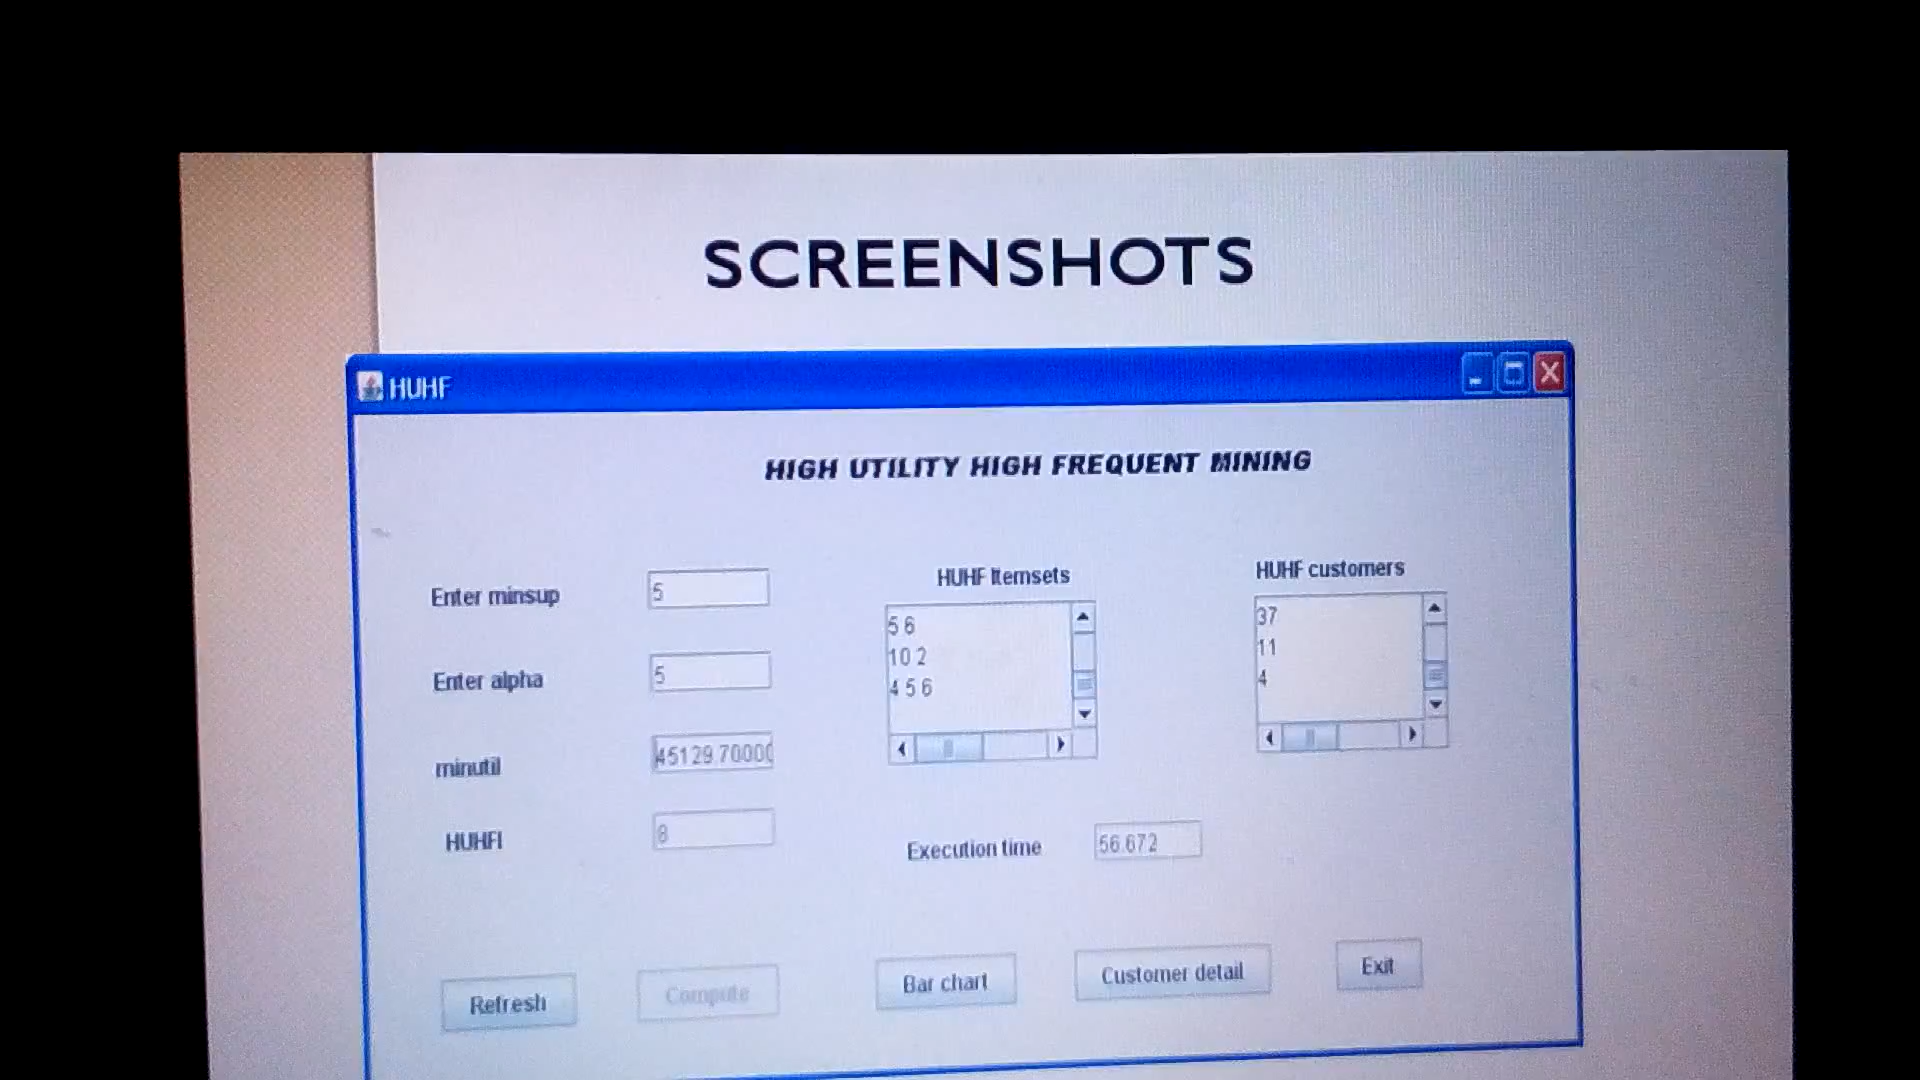 SCREENSHOTS
HUHF
HIGH UTILITY HIGH FREQUENT MINING
Enter minsup
5
Enter alpha
5
minutil
45129.70000
HUHFI
8
HUHF Itemsets
5 6
10 2
4 5 6
HUHF customers
37
11
4
Execution time
56.672
Refresh
Compute
Bar chart
Customer detail
Exit